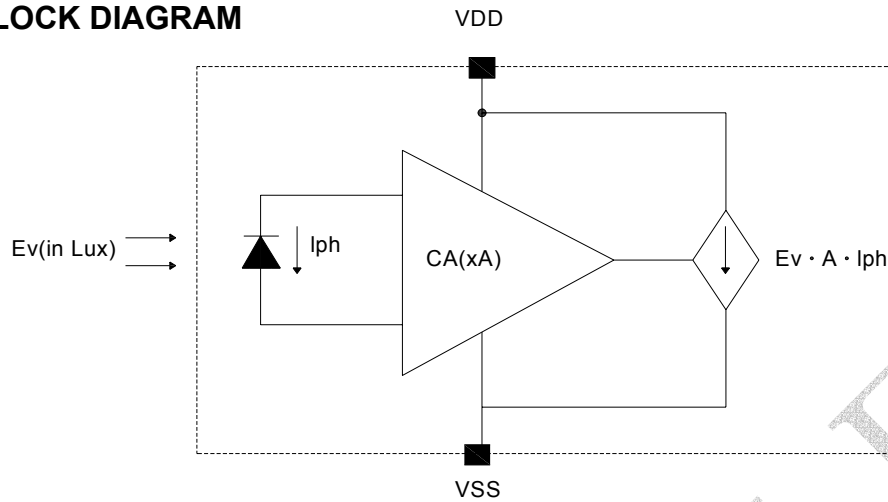 LOCK DIAGRAM
VDD
Ev(in Lux)
Iph
CA(xA)
Ev · A · Iph
VSS